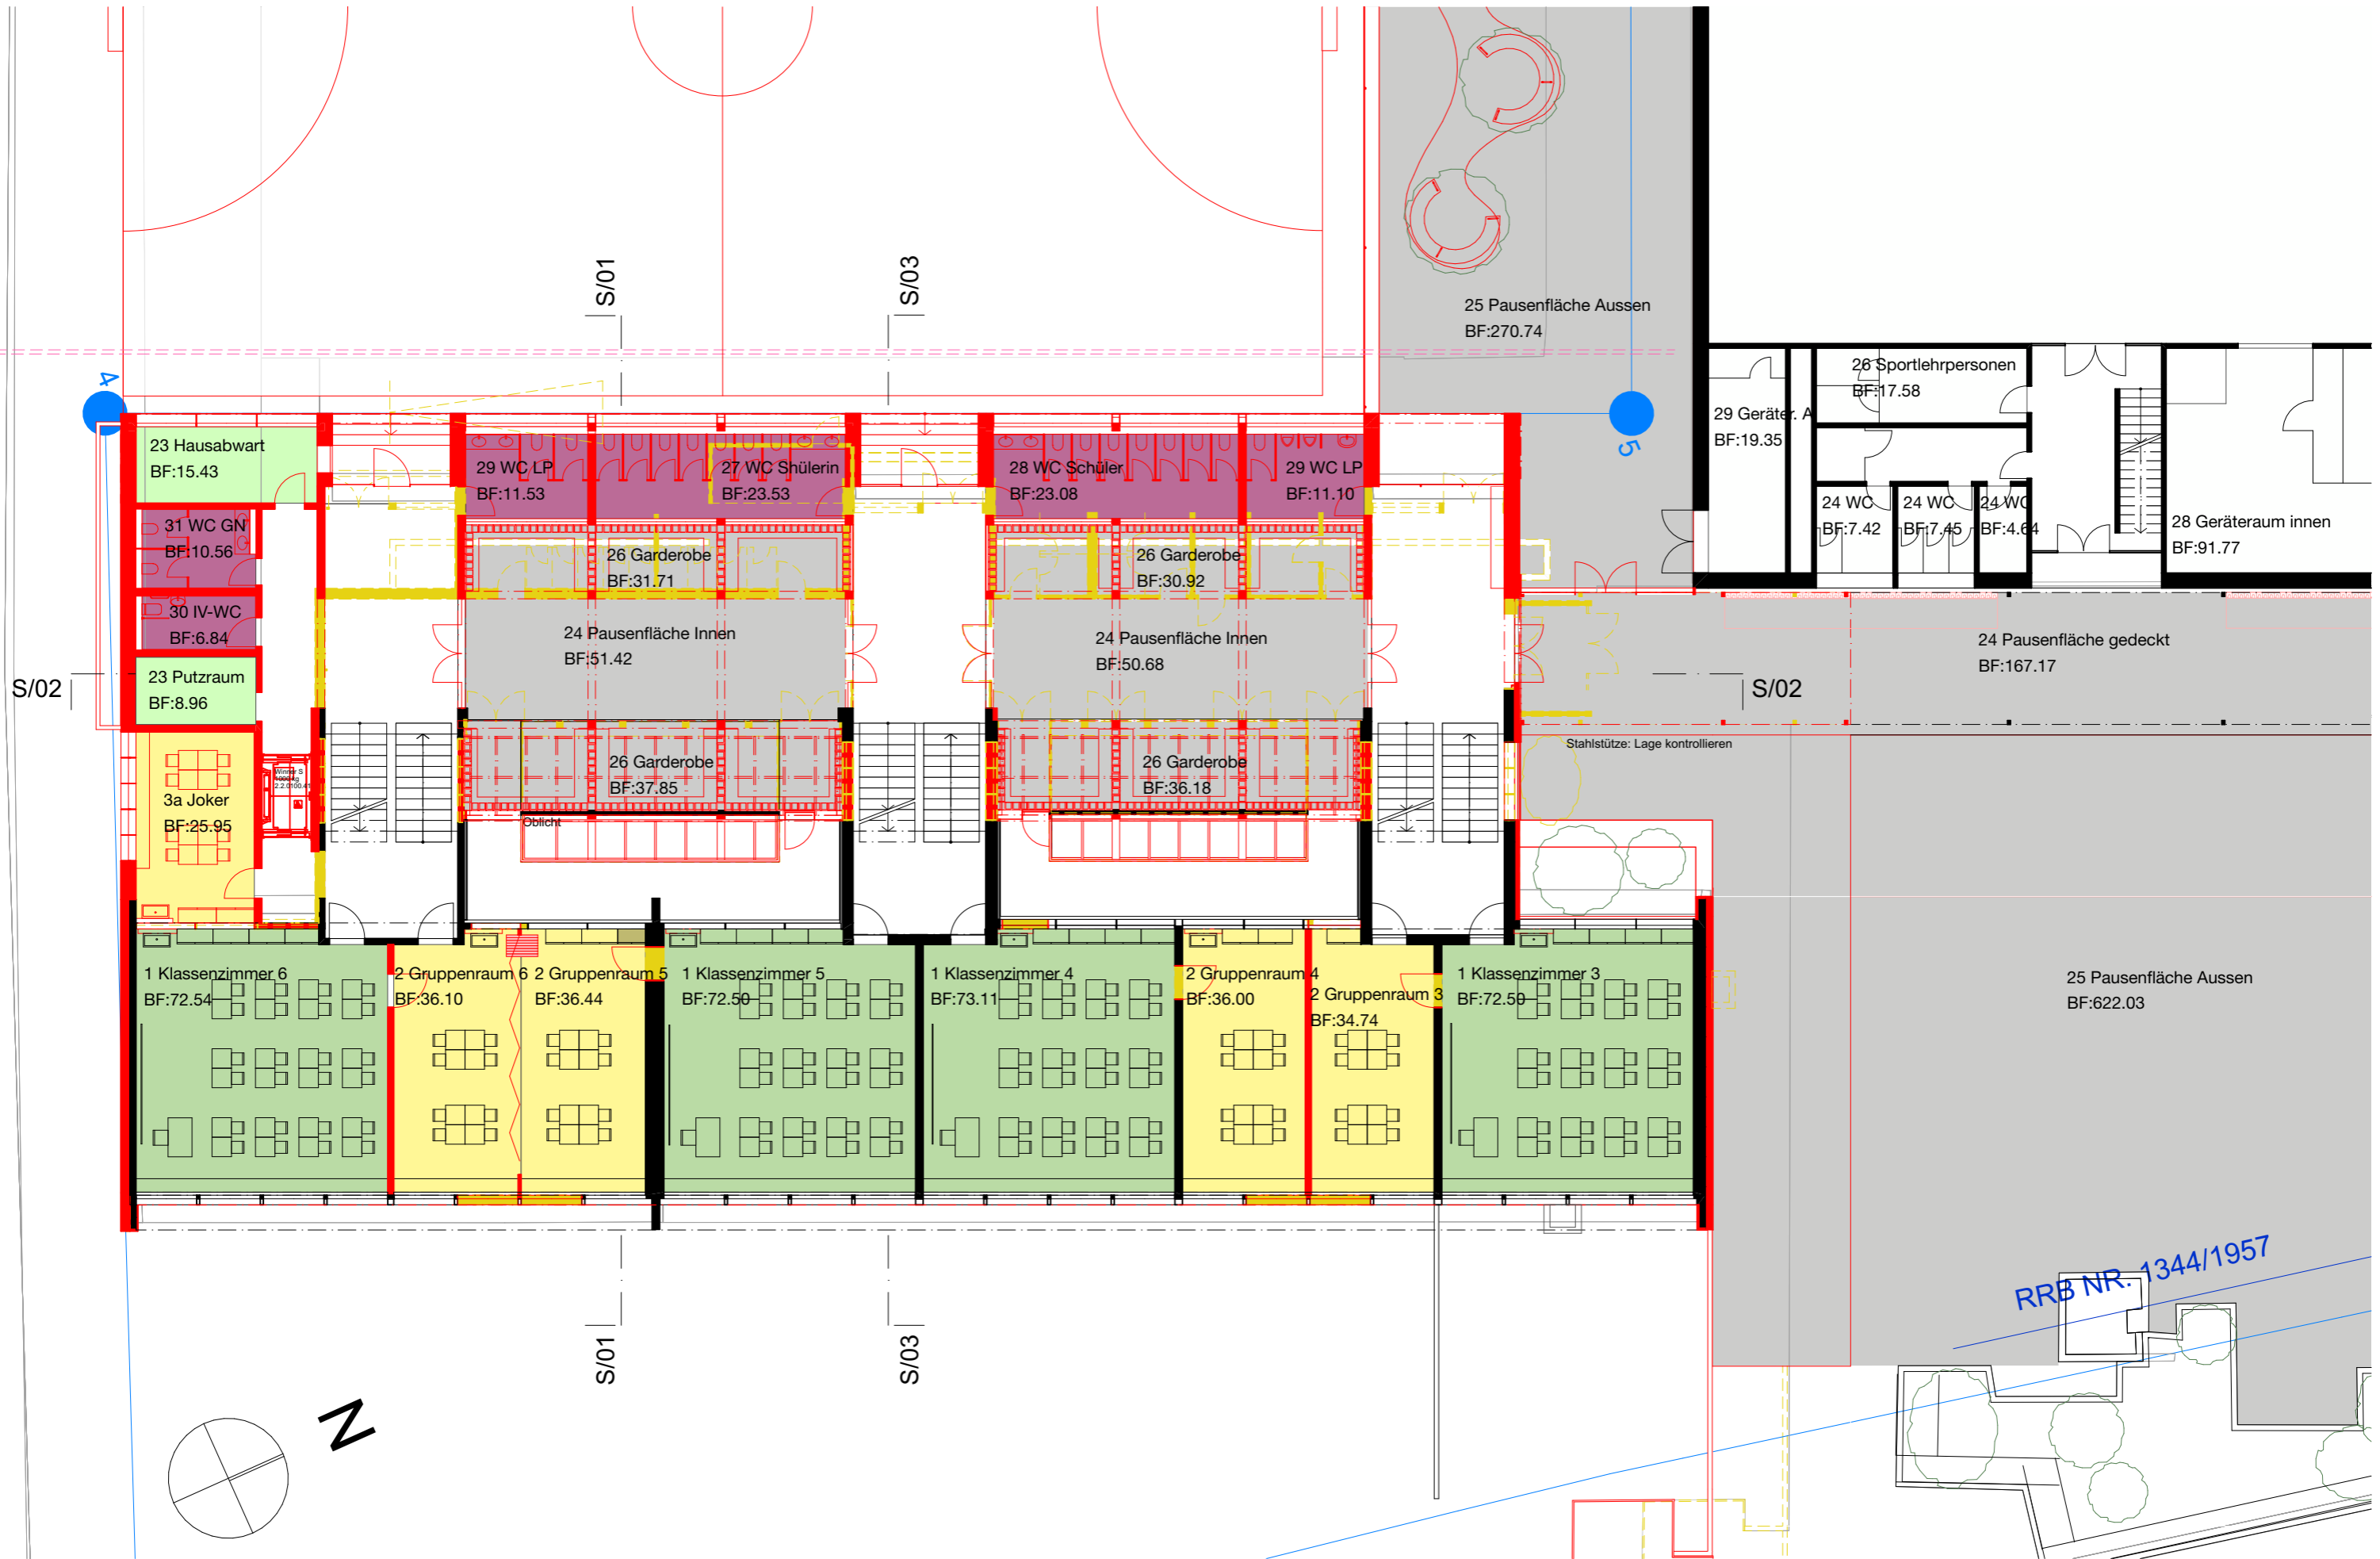 S/01
S/03
25 Pausenfläche Aussen
BF:270.74
4
5
23 Hausabwart
BF:15.43
29 WC LP
BF:11.53
27 WC Shülerin
BF:23.53
28 WC Schüler
BF:23.08
29 WC LP
BF:11.10
29 Geräter. A
BF:19.35
26 Sportlehrpersonen
BF:17.58
31 WC GN
BF:10.56
24 WC
BF:7.42
24 WC
BF:7.45
24 WC
BF:4.64
28 Geräteraum innen
BF:91.77
26 Garderobe
BF:31.71
26 Garderobe
BF:30.92
30 IV-WC
BF:6.84
24 Pausenfläche Innen
BF:51.42
24 Pausenfläche Innen
BF:50.68
24 Pausenfläche gedeckt
BF:167.17
S/02
23 Putzraum
BF:8.96
S/02
Stahlstütze: Lage kontrollieren
26 Garderobe
BF:37.85
26 Garderobe
BF:36.18
Winner S
3a Joker
BF:25.95
Oblicht
1 Klassenzimmer 6
BF:72.54
2 Gruppenraum 6
BF:36.10
2 Gruppenraum 5
BF:36.44
1 Klassenzimmer 5
BF:72.50
1 Klassenzimmer 4
BF:73.11
2 Gruppenraum 4
BF:36.00
2 Gruppenraum 3
BF:34.74
1 Klassenzimmer 3
BF:72.50
25 Pausenfläche Aussen
BF:622.03
RRB NR. 1344/1957
S/01
S/03
N